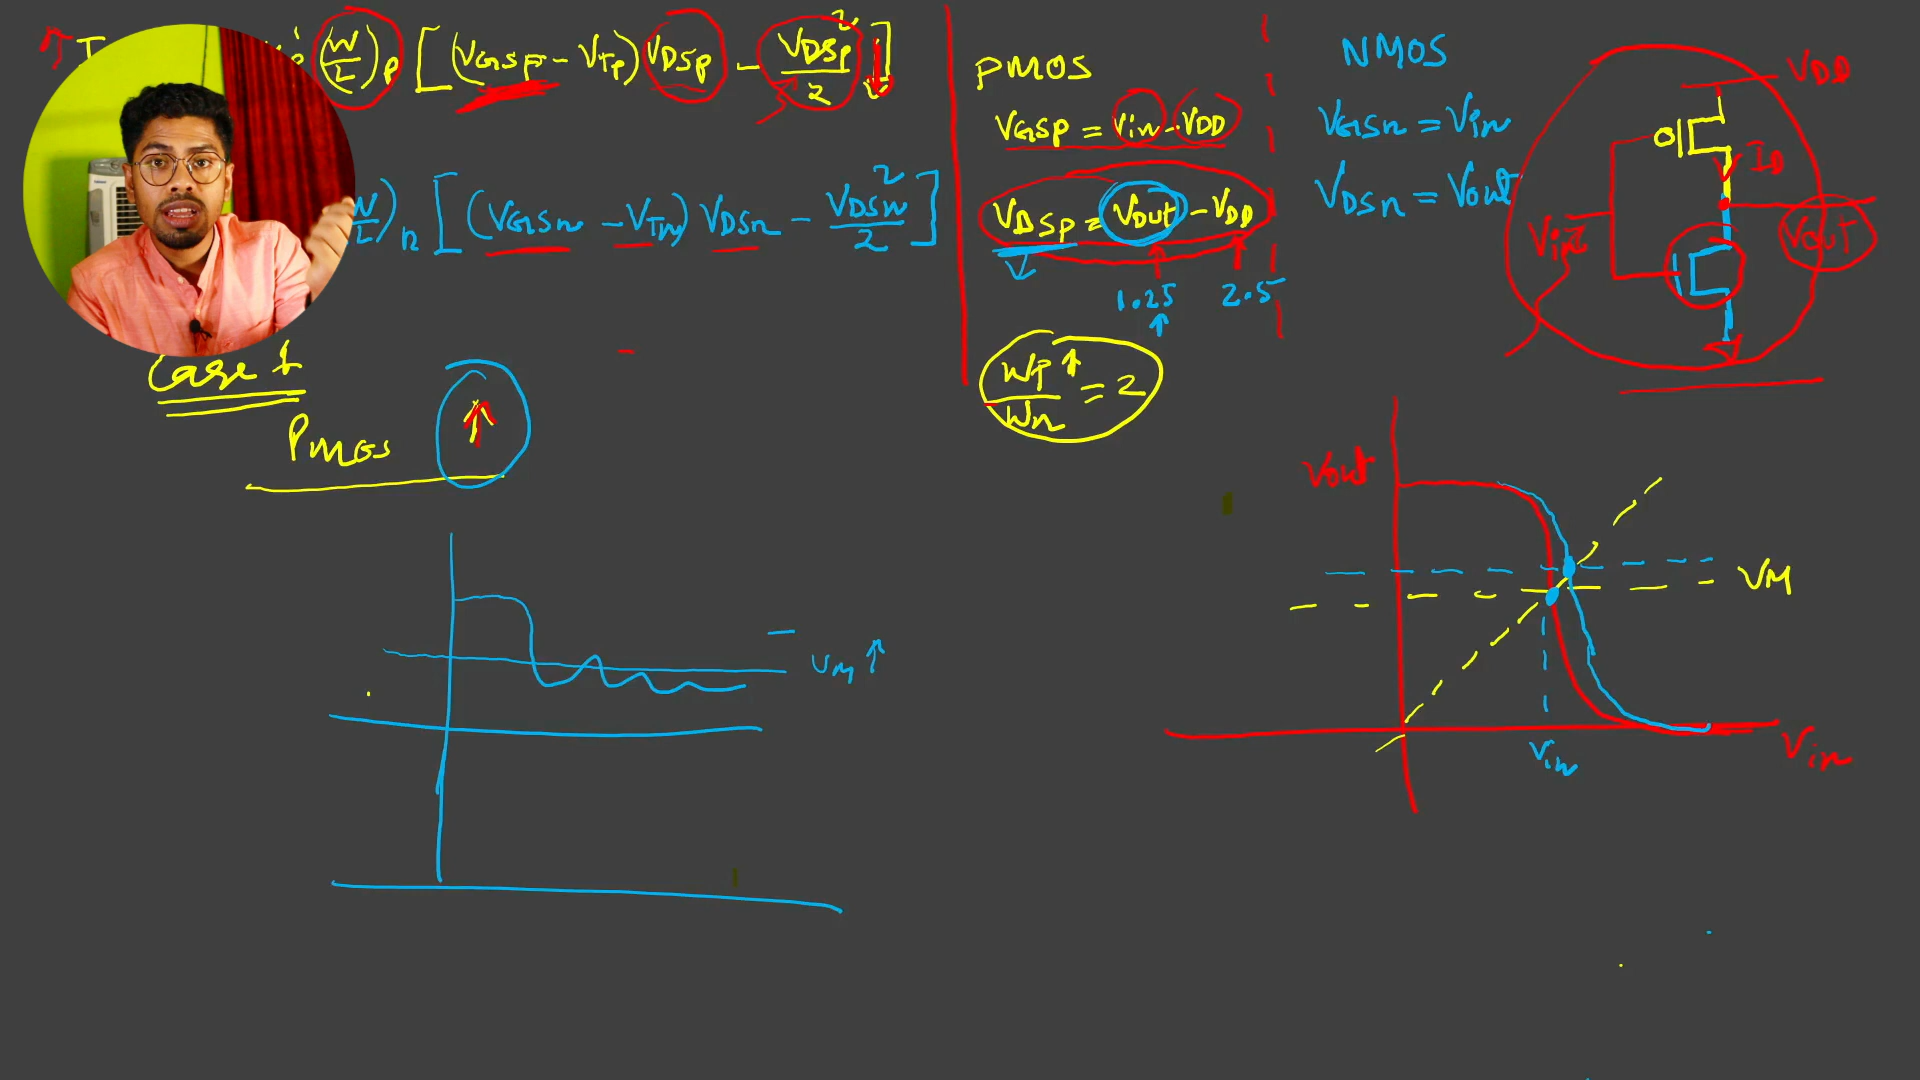 (W/L)p [(VGSP - VTP) VDSP - VDSP²/2]
(W/L)n [(VGSn - VTn) VDSn - VDSN²/2]
Case 1
PMOS ↑
VM ↑
PMOS
VGSP = Vin - VDD
VDSP = VOUT - VDD
1.25 2.5
↑
WP↑/Wn = 2
NMOS
VGSn = Vin
VDSn = Vout
VDD
ID
Vin
Vout
Vout
VM
Vin
Vin